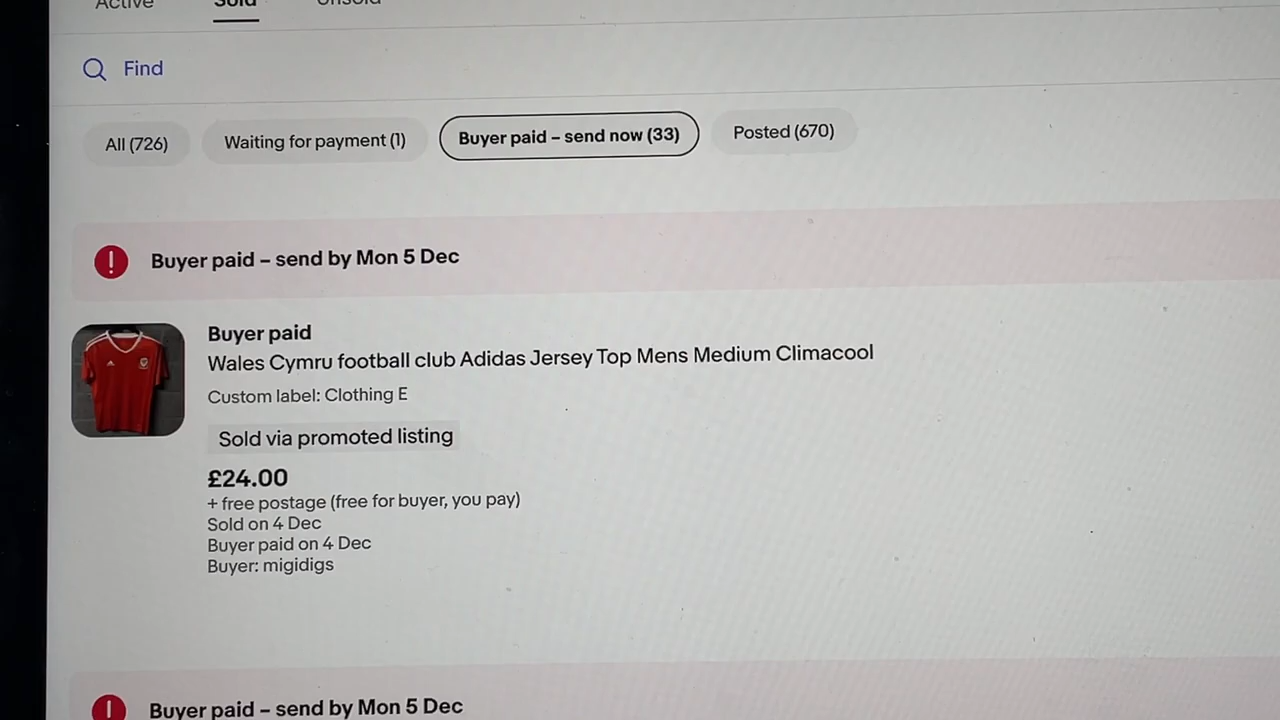 Active Sold Unsold
Find
All (726) Waiting for payment (1) Buyer paid – send now (33) Posted (670)
Buyer paid – send by Mon 5 Dec
Buyer paid
Wales Cymru football club Adidas Jersey Top Mens Medium Climacool
Custom label: Clothing E
Sold via promoted listing
£24.00
+ free postage (free for buyer, you pay)
Sold on 4 Dec
Buyer paid on 4 Dec
Buyer: migidigs
Buyer paid – send by Mon 5 Dec